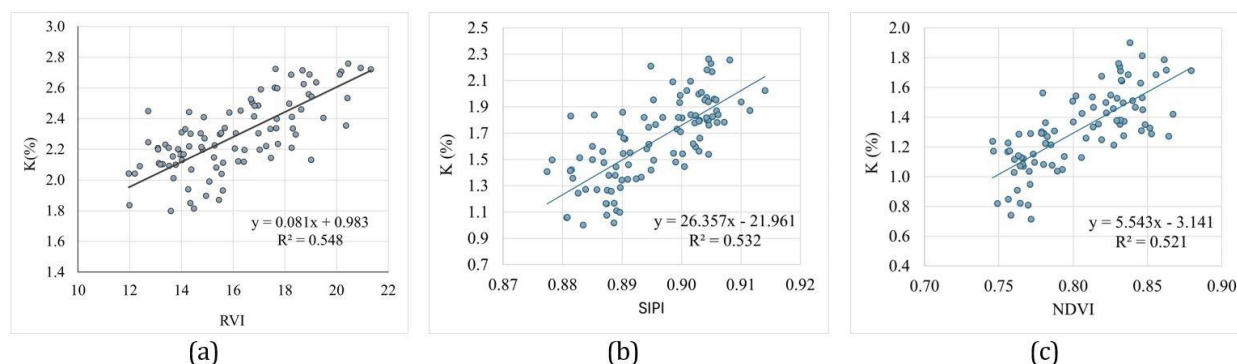 3.0
2.8
2.6
2.4
2.2
2.0
1.8
1.6
1.4
K(%)
y = 0.081x + 0.983
R² = 0.548
10 12 14 16 18 20 22
RVI
(a)
2.5
2.3
2.1
1.9
1.7
1.5
1.3
1.1
0.9
0.7
K (%)
y = 26.357x - 21.961
R² = 0.532
0.87 0.88 0.89 0.90 0.91 0.92
SIPI
(b)
2.0
1.8
1.6
1.4
1.2
1.0
0.8
0.6
0.4
K (%)
y = 5.543x - 3.141
R² = 0.521
0.70 0.75 0.80 0.85 0.90
NDVI
(c)